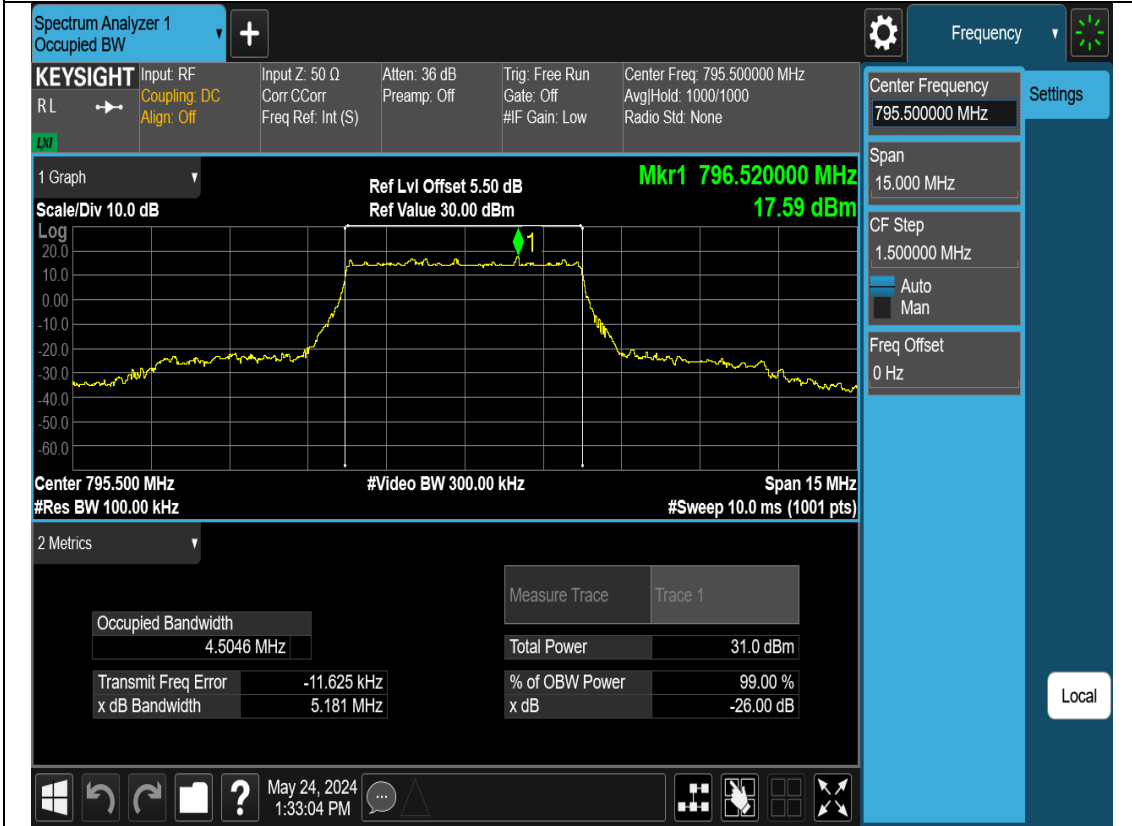 Spectrum Analyzer 1
Occupied BW
+
Frequency
KEYSIGHT
R L
LXI
Input: RF
Coupling: DC
Align: Off
Input Z: 50 Ω
Corr CCorr
Freq Ref: Int (S)
Atten: 36 dB
Preamp: Off
Trig: Free Run
Gate: Off
#IF Gain: Low
Center Freq: 795.500000 MHz
Avg|Hold: 1000/1000
Radio Std: None
Center Frequency
795.500000 MHz
Settings
Span
15.000 MHz
CF Step
1.500000 MHz
Auto
Man
Freq Offset
0 Hz
Local
1 Graph
Scale/Div 10.0 dB
Ref Lvl Offset 5.50 dB
Ref Value 30.00 dBm
Mkr1 796.520000 MHz
17.59 dBm
Log
1
20.0
10.0
0.00
-10.0
-20.0
-30.0
-40.0
-50.0
-60.0
Center 795.500 MHz
#Res BW 100.00 kHz
#Video BW 300.00 kHz
Span 15 MHz
#Sweep 10.0 ms (1001 pts)
2 Metrics
Measure Trace Trace 1
Occupied Bandwidth
4.5046 MHz
Total Power 31.0 dBm
Transmit Freq Error -11.625 kHz
% of OBW Power 99.00 %
x dB Bandwidth 5.181 MHz
x dB -26.00 dB
?
May 24, 2024
1:33:04 PM